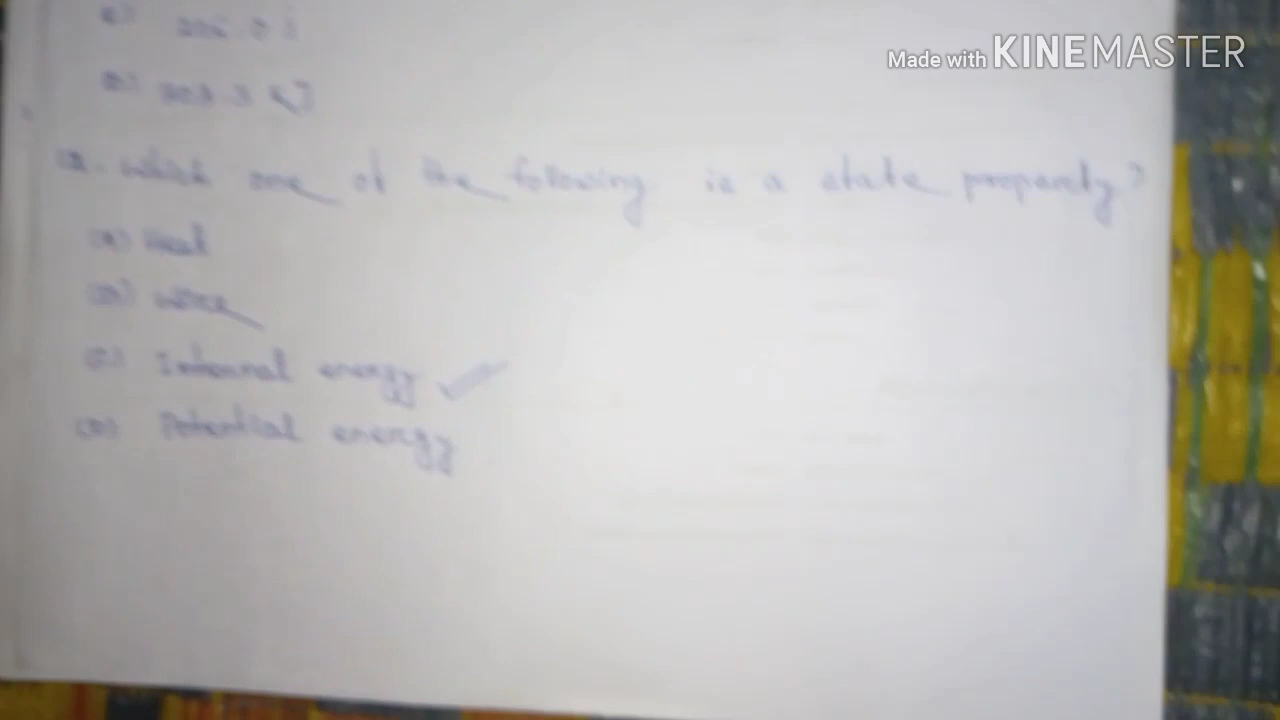 Made with KINEMASTER
Q. Which one of the following is a state property?
(A) Heat
(B) Work
(C) Internal energy
(D) Potential energy